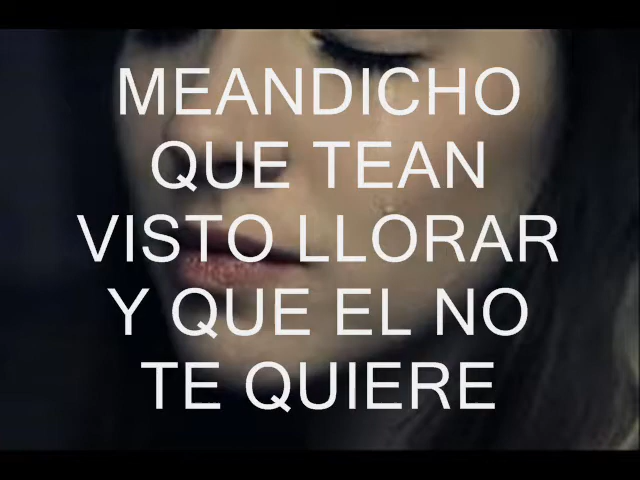 MEANDICHO
QUE TEAN
VISTO LLORAR
Y QUE EL NO
TE QUIERE